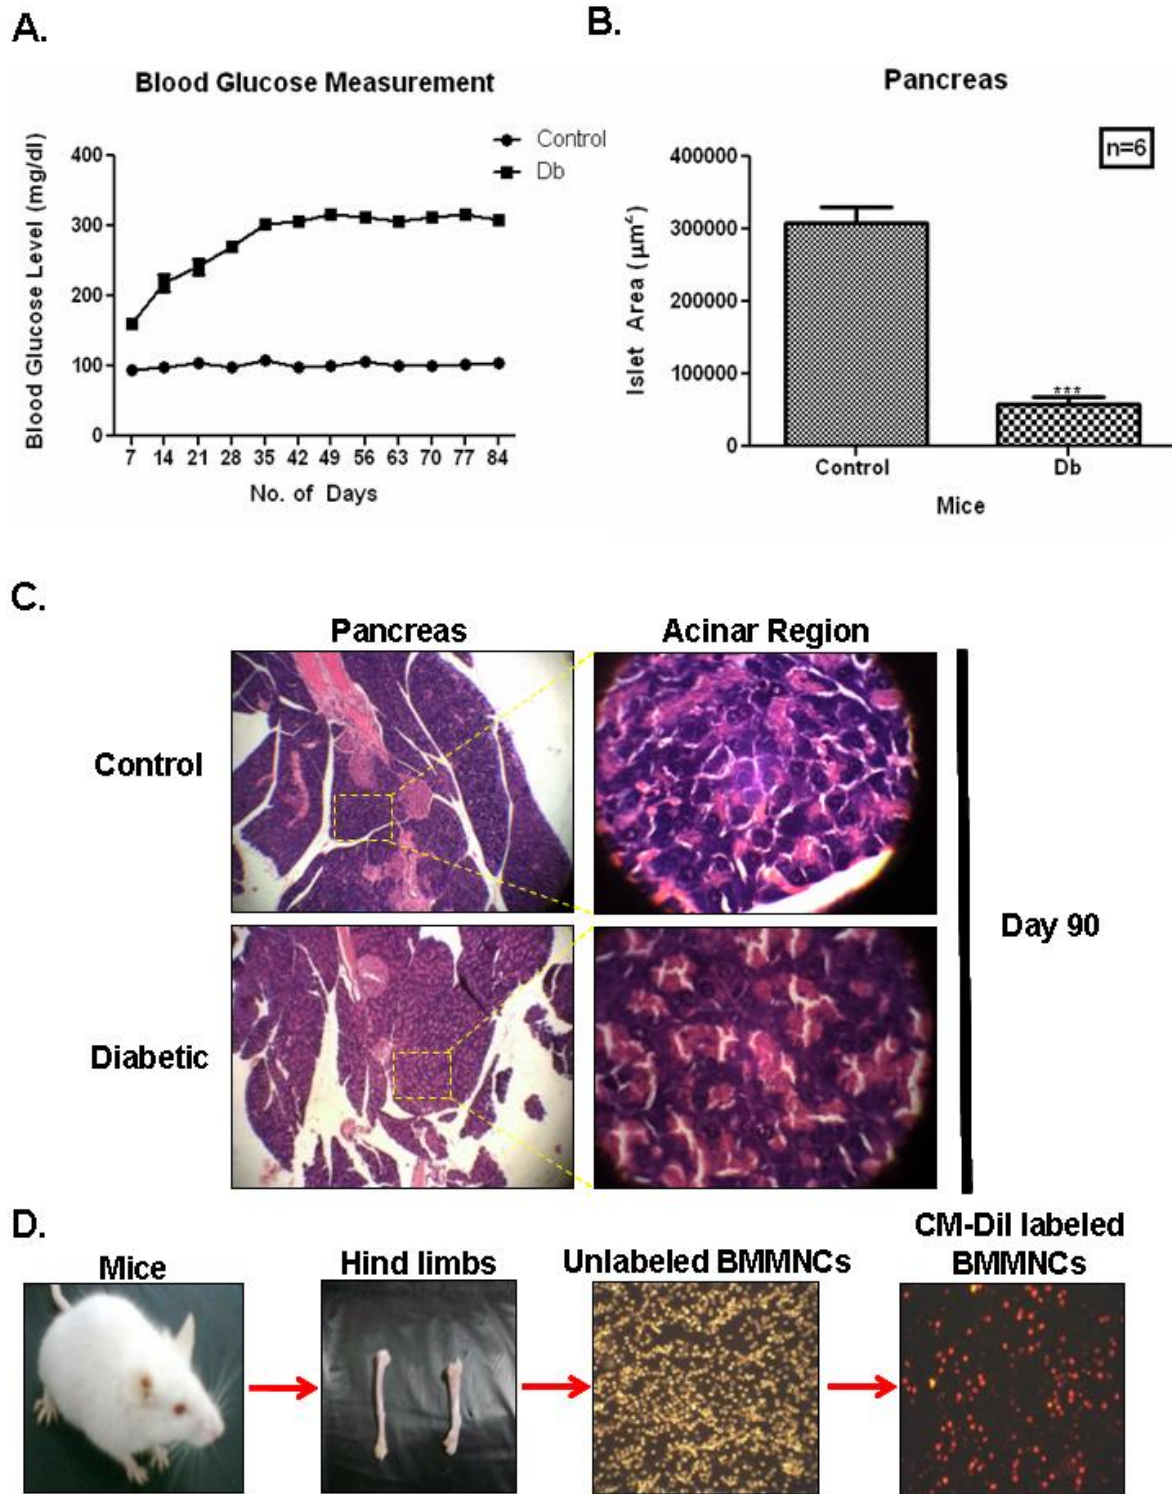 A.
Blood Glucose Measurement
Control
Db
Blood Glucose Level (mg/dl)
400
300
200
100
0
7 14 21 28 35 42 49 56 63 70 77 84
No. of Days
B.
Pancreas
n=6
Islet Area (µm²)
400000
300000
200000
100000
0
***
Control Db
Mice
C.
Pancreas Acinar Region
Control
Diabetic
Day 90
D.
Mice
Hind limbs
Unlabeled BMMNCs
CM-DiI labeled
BMMNCs